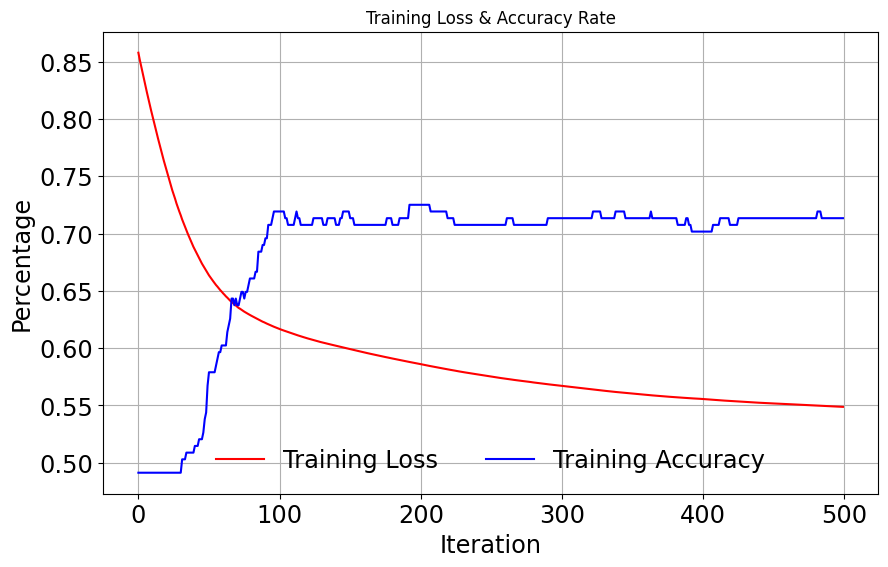 Training Loss & Accuracy Rate
0.85
0.80
0.75
0.70
0.65
0.60
0.55
0.50
Percentage
Training Loss Training Accuracy
0 100 200 300 400 500
Iteration